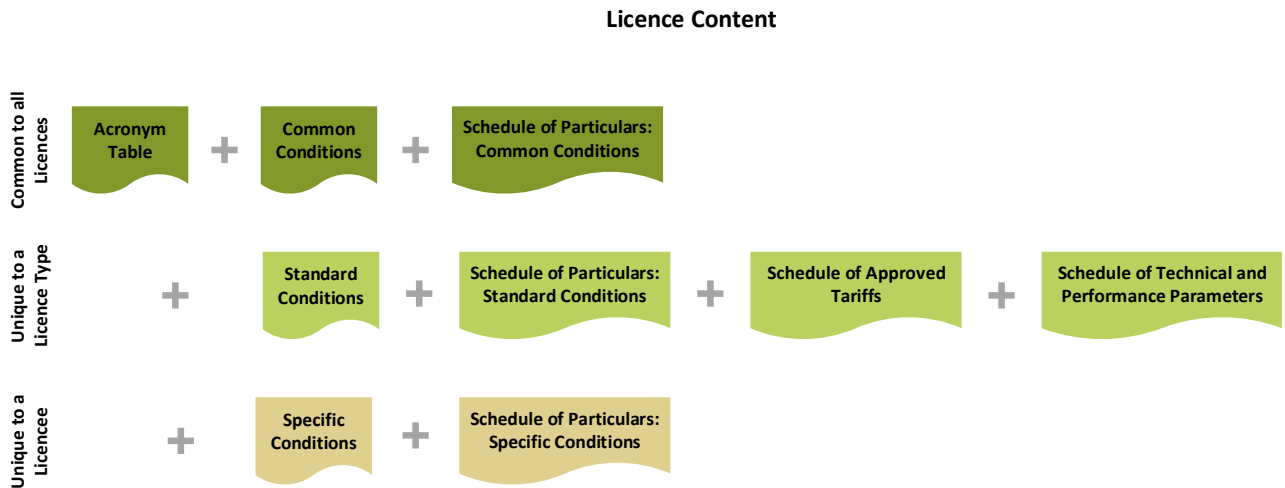 Licence Content
Common to all
Licences
Acronym
Table
+
Common
Conditions
+
Schedule of Particulars:
Common Conditions
Unique to a
Licence Type
+
Standard
Conditions
+
Schedule of Particulars:
Standard Conditions
+
Schedule of Approved
Tariffs
+
Schedule of Technical and
Performance Parameters
Unique to a
Licencee
+
Specific
Conditions
+
Schedule of Particulars:
Specific Conditions